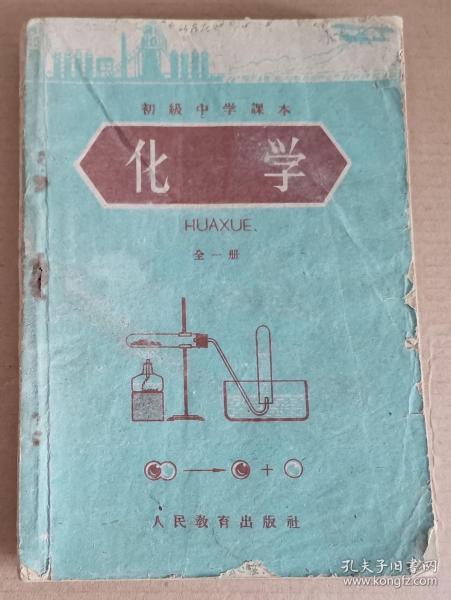 初級中学課本
化学
HUAXUE
全一册
人民教育出版社
孔夫子旧书网
www.kongfz.com